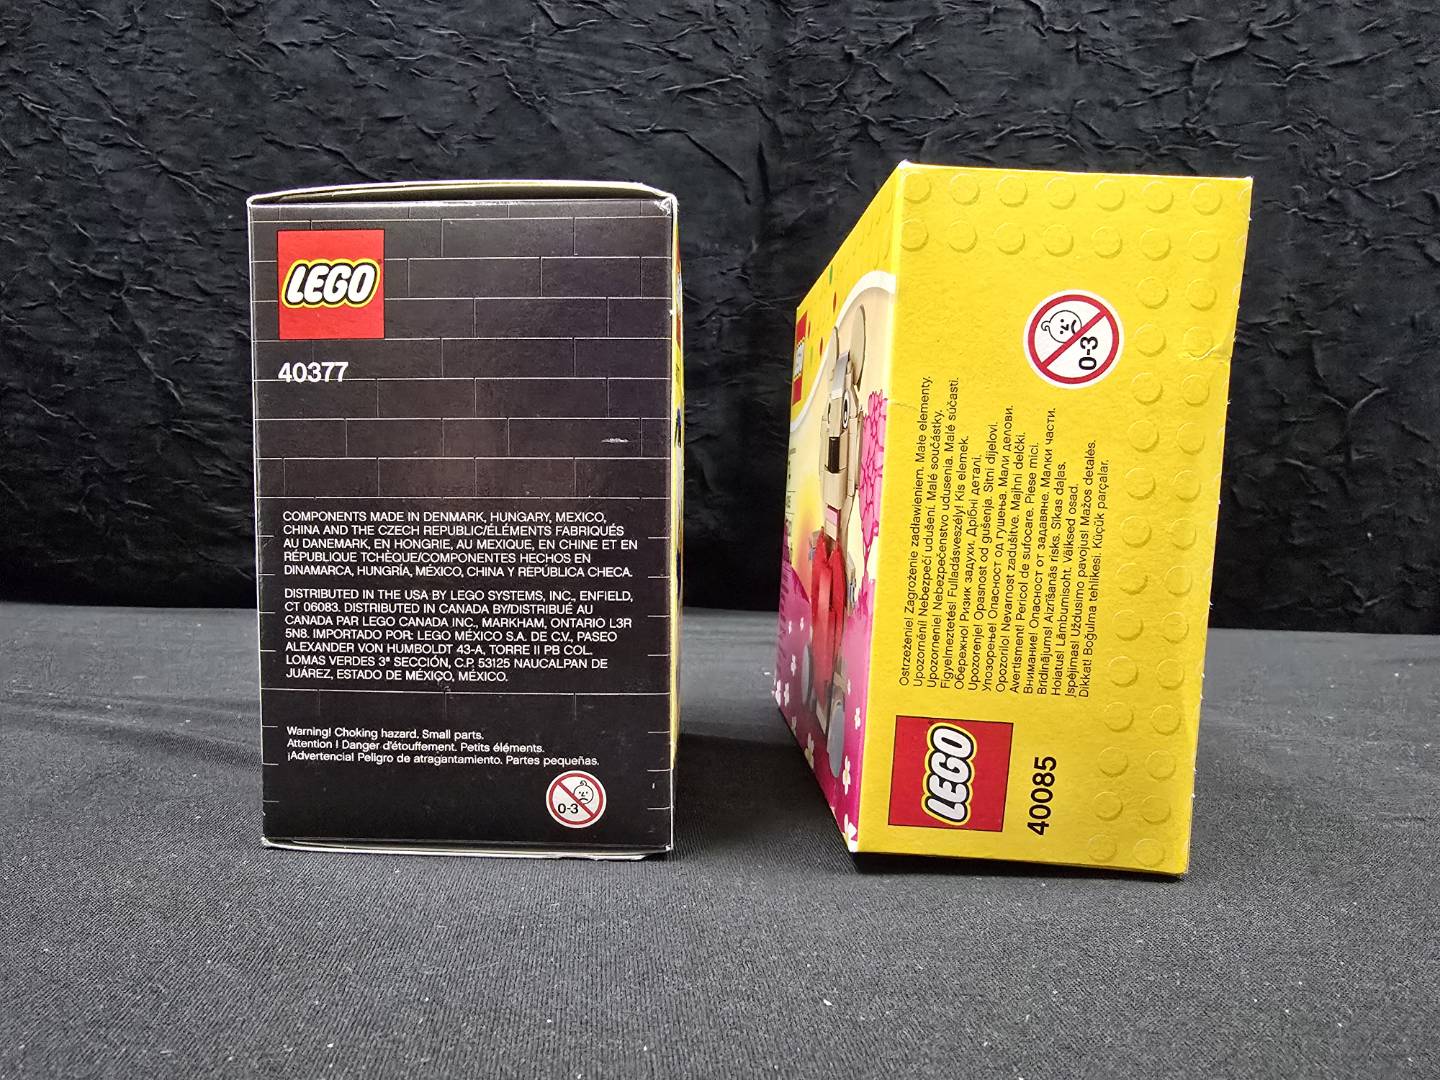 LEGO
40377
COMPONENTS MADE IN DENMARK, HUNGARY, MEXICO,
CHINA AND THE CZECH REPUBLIC/ÉLÉMENTS FABRIQUÉS
AU DANEMARK, EN HONGRIE, AU MEXIQUE, EN CHINE ET EN
RÉPUBLIQUE TCHÈQUE/COMPONENTES HECHOS EN
DINAMARCA, HUNGRÍA, MÉXICO, CHINA Y REPÚBLICA CHECA.
DISTRIBUTED IN THE USA BY LEGO SYSTEMS, INC., ENFIELD,
CT 06083. DISTRIBUTED IN CANADA BY/DISTRIBUÉ AU
CANADA PAR LEGO CANADA INC., MARKHAM, ONTARIO L3R
5N8. IMPORTADO POR: LEGO MÉXICO S.A. DE C.V., PASEO
ALEXANDER VON HUMBOLDT 43-A, TORRE II PB COL.
LOMAS VERDES 3ª SECCIÓN, C.P. 53125 NAUCALPAN DE
JUÁREZ, ESTADO DE MÉXICO, MÉXICO.
Warning! Choking hazard. Small parts.
Attention ! Danger d'étouffement. Petits éléments.
¡Advertencia! Peligro de atragantamiento. Partes pequeñas.
0-3
LEGO
40085
Ostrzeżenie! Zagrożenie zadławieniem. Małe elementy.
Upozornění! Nebezpečí udušení. Malé součástky.
Upozornenie! Nebezpečenstvo udusenia. Malé súčasti.
Figyelmeztetés! Fulladásveszély! Kis elemek.
Обережно! Ризик задухи. Дрібні деталі.
Upozorenje! Opasnost od gušenja. Sitni dijelovi.
Упозорење! Опасност од гушења. Мали делови.
Opozorilo! Nevarnost zadušitve. Majhni delčki.
Avertisment! Pericol de sufocare. Piese mici.
Внимание! Опасност от задавяне. Малки части.
Brīdinājums! Aizrīšanās risks. Sīkas daļas.
Hoiatus! Lämbumisoht. Väiksed osad.
Įspėjimas! Uždusimo pavojus! Mažos detalės.
Dikkat! Boğulma tehlikesi. Küçük parçalar.
0-3
LEGO